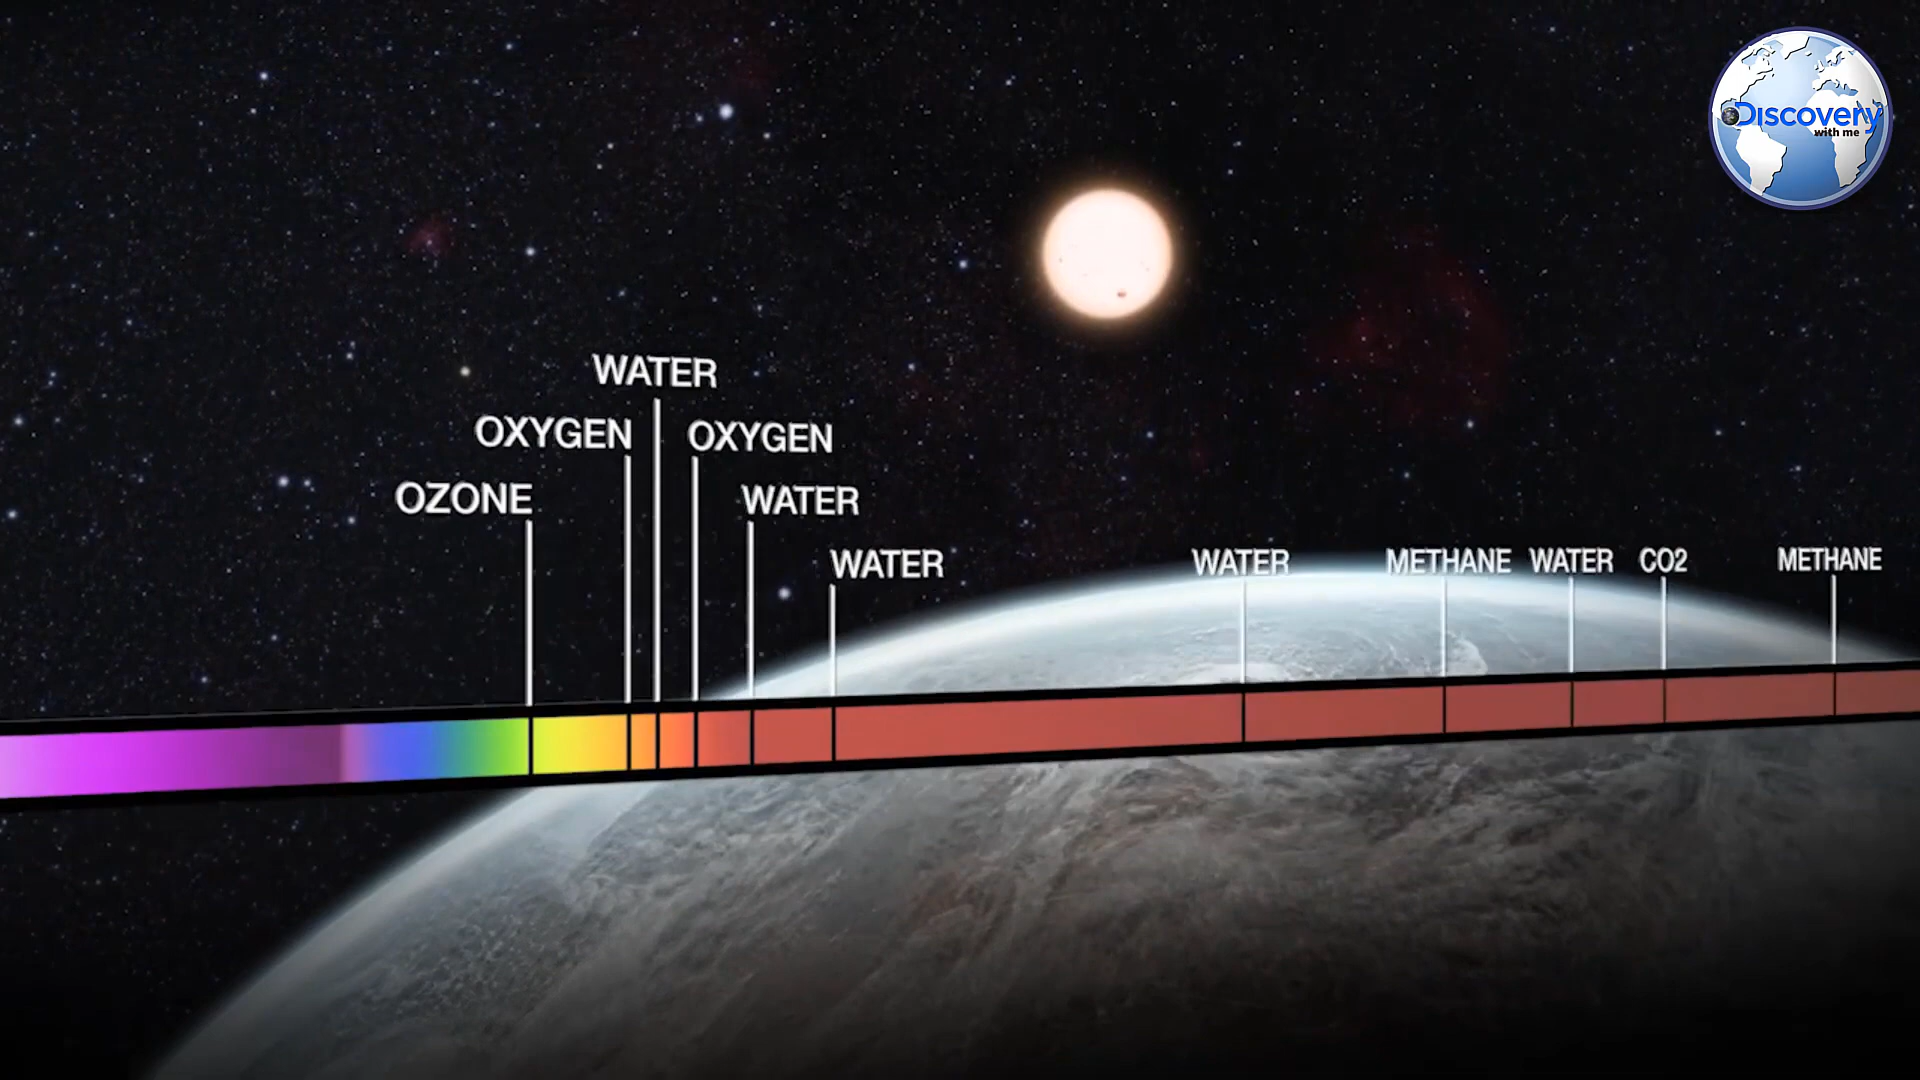 Discovery
with me
WATER
OXYGEN
OXYGEN
OZONE
WATER
WATER
WATER
METHANE
WATER
CO2
METHANE